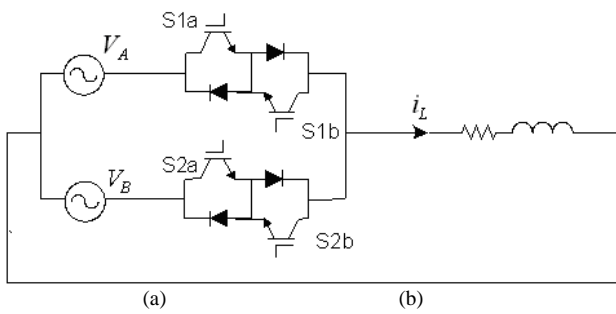 S1a
V_A
S1b
i_L
S2a
V_B
S2b
(a) (b)